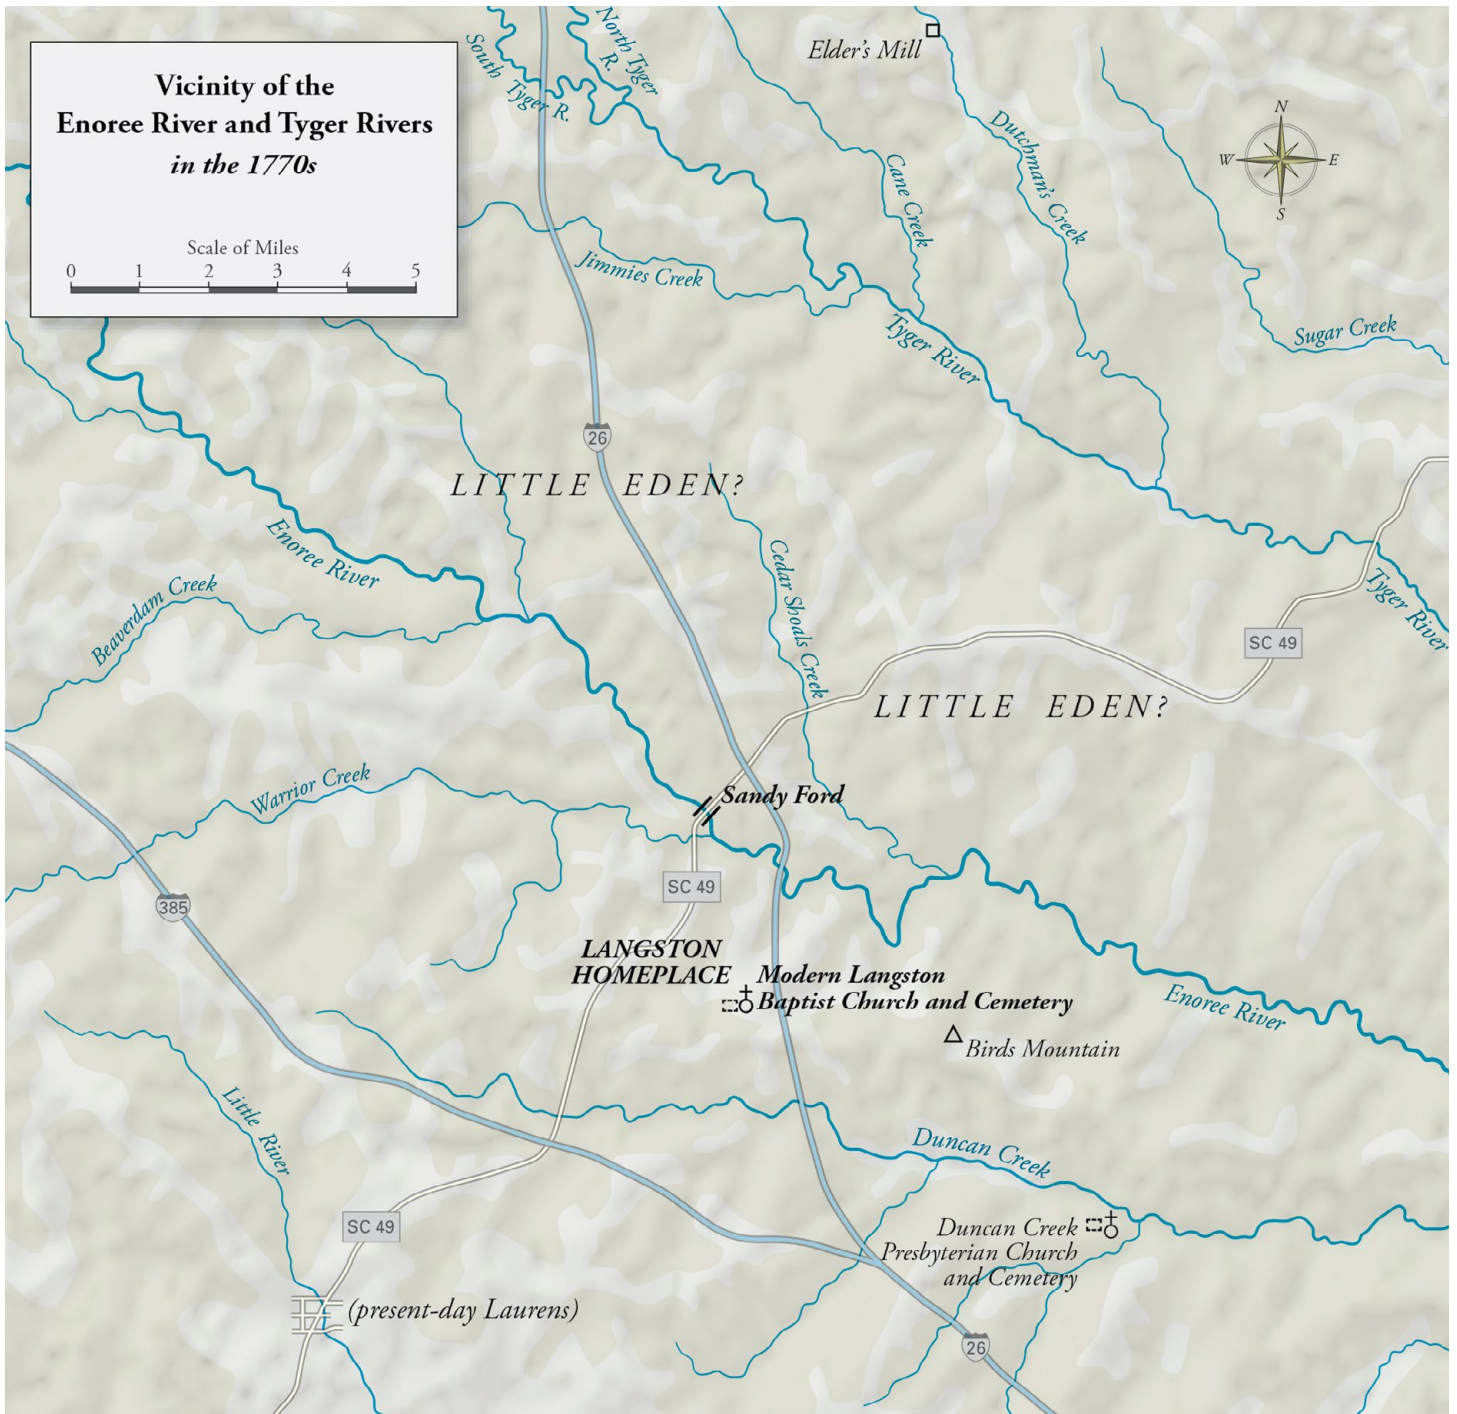 Vicinity of the
Enoree River and Tyger Rivers
in the 1770s
Scale of Miles
0 1 2 3 4 5
South Tyger R.
North Tyger
R.
Elder's Mill
Dutchman's Creek
Cane Creek
N
W E
S
Jimmies Creek
Tyger River
Sugar Creek
26
LITTLE EDEN?
Enoree River
Cedar Shoals Creek
Beaverdam Creek
Tyger River
SC 49
LITTLE EDEN?
Warrior Creek
Sandy Ford
SC 49
385
LANGSTON
HOMEPLACE
Modern Langston
Baptist Church and Cemetery
Enoree River
Birds Mountain
Little River
Duncan Creek
SC 49
Duncan Creek
Presbyterian Church
and Cemetery
(present-day Laurens)
26